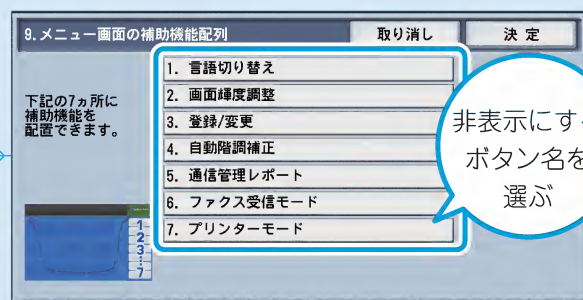 9.メニュー画面の補助機能配列
取り消し
決定
下記の7ヵ所に
補助機能を
配置できます。
1. 言語切り替え
2. 画面輝度調整
3. 登録/変更
4. 自動階調補正
5. 通信管理レポート
6. ファクス受信モード
7. プリンターモード
非表示にする
ボタン名を
選ぶ
1
2
3
7